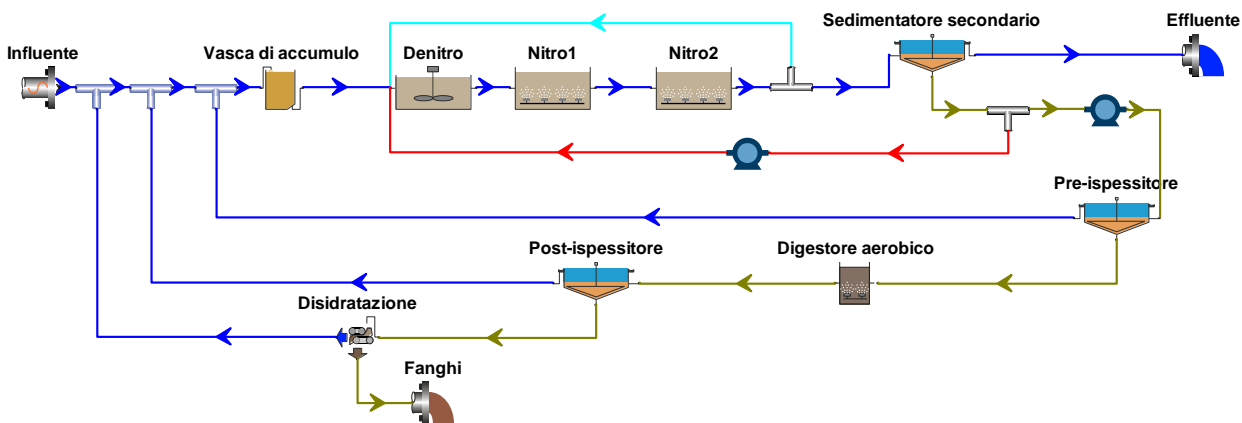 Sedimentatore secondario
Effluente
Influente
Vasca di accumulo
Denitro
Nitro1
Nitro2
Pre-ispessitore
Post-ispessitore
Digestore aerobico
Disidratazione
Fanghi